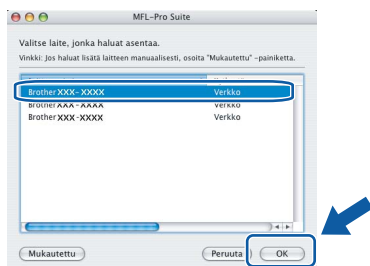 MFL-Pro Suite
Valitse laite, jonka haluat asentaa.
Vinkki: Jos haluat lisätä laitteen manuaalisesti, osoita "Mukautettu" -painiketta.
Brother XXX-XXXX Verkko
Brother XXX-XXXX Verkko
Brother XXX-XXXX Verkko
Mukautettu Peruuta OK